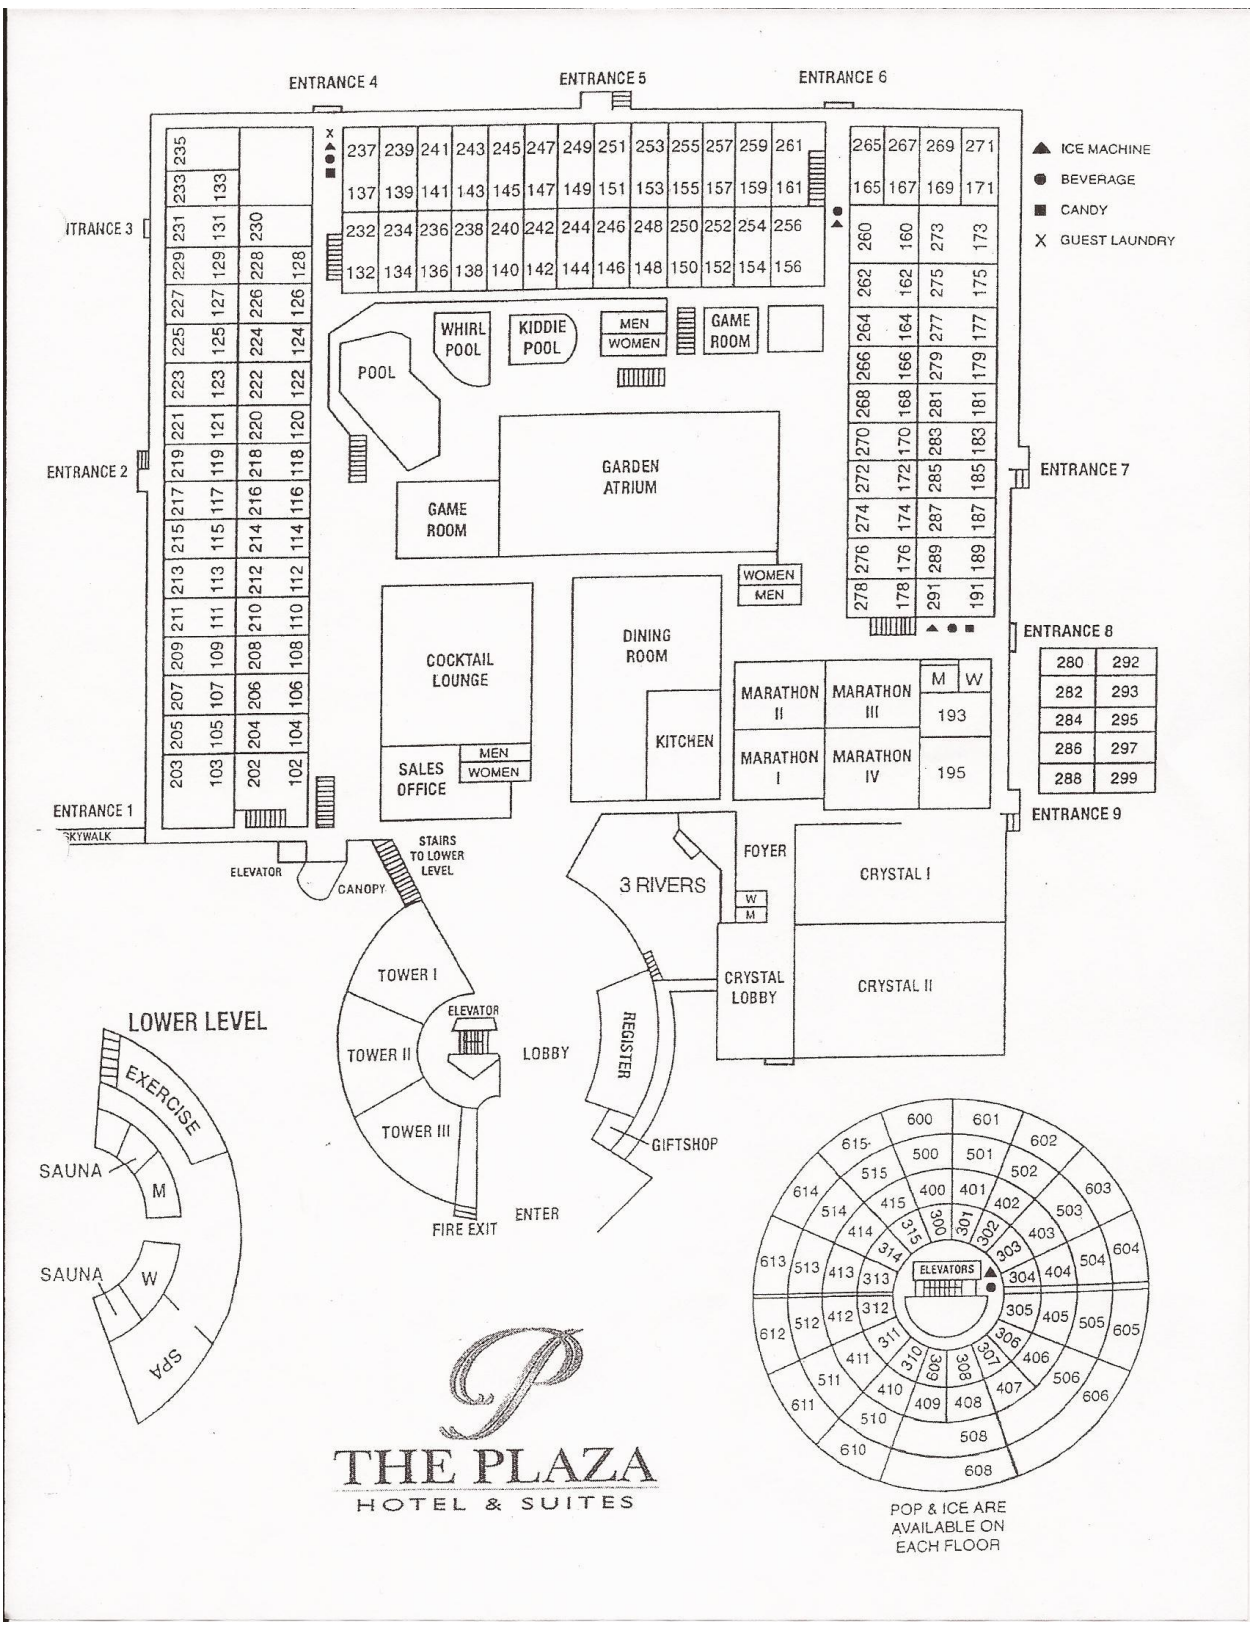 ENTRANCE 4
ENTRANCE 5
ENTRANCE 6
X
237 239 241 243 245 247 249 251 253 255 257 259 261
137 139 141 143 145 147 149 151 153 155 157 159 161
232 234 236 238 240 242 244 246 248 250 252 254 256
132 134 136 138 140 142 144 146 148 150 152 154 156
265 267 269 271
165 167 169 171
260 160 273 173
262 162 275 175
264 164 277 177
266 166 279 179
268 168 281 181
270 170 283 183
272 172 285 185
274 174 287 187
276 176 289 189
278 178 291 191
ICE MACHINE
BEVERAGE
CANDY
X GUEST LAUNDRY
235
233 133
231 131 230
229 129 228 128
227 127 226 126
225 125 224 124
223 123 222 122
221 121 220 120
219 119 218 118
217 117 216 116
215 115 214 114
213 113 212 112
211 111 210 110
209 109 208 108
207 107 206 106
205 105 204 104
203 103 202 102
NTRANCE 3
ENTRANCE 2
ENTRANCE 1
SKYWALK
ENTRANCE 7
ENTRANCE 8
ENTRANCE 9
280 292
282 293
284 295
286 297
288 299
POOL
WHIRL
POOL
KIDDIE
POOL
MEN
WOMEN
GAME
ROOM
GARDEN
ATRIUM
GAME
ROOM
WOMEN
MEN
COCKTAIL
LOUNGE
DINING
ROOM
KITCHEN
SALES
OFFICE
MEN
WOMEN
MARATHON
II
MARATHON
III
M W
193
MARATHON
I
MARATHON
IV
195
ELEVATOR
CANOPY
STAIRS
TO LOWER
LEVEL
3 RIVERS
FOYER
W
M
CRYSTAL I
CRYSTAL
LOBBY
CRYSTAL II
TOWER I
TOWER II
TOWER III
ELEVATOR
LOBBY
REGISTER
GIFTSHOP
FIRE EXIT
ENTER
LOWER LEVEL
EXERCISE
SAUNA
M
SAUNA
W
SPA
600 601 602 603 604 605 606 608 610 611 612 613 614 615
500 501 502 503 504 505 506 508 510 511 512 513 514 515
400 401 402 403 404 405 406 407 408 409 410 411 412 413 414 415
300 301 302 303 304 305 306 307 308 309 310 311 312 313 314 315
ELEVATORS
POP & ICE ARE
AVAILABLE ON
EACH FLOOR
P
THE PLAZA
HOTEL & SUITES